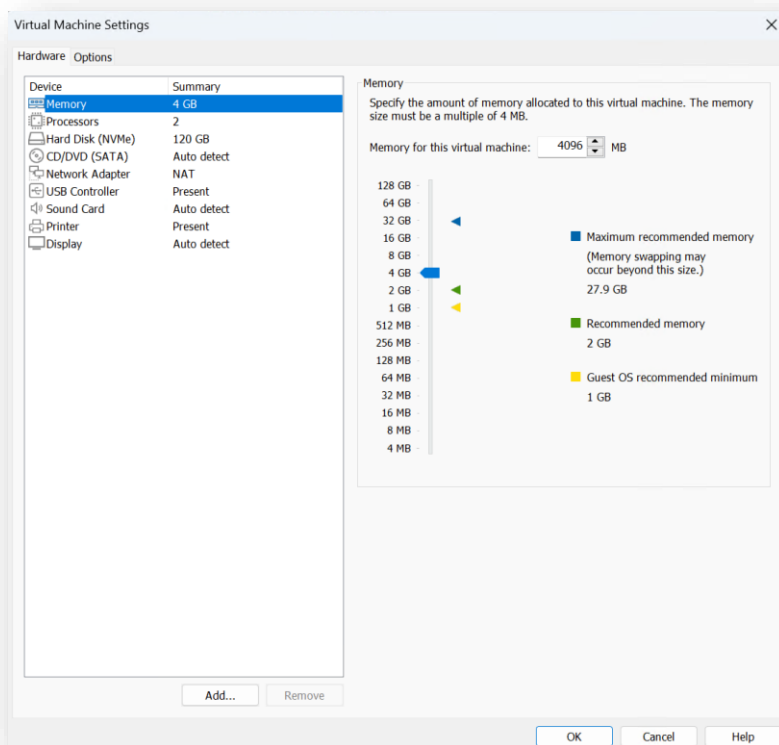 Virtual Machine Settings
Hardware Options
Device Summary
Memory 4 GB
Processors 2
Hard Disk (NVMe) 120 GB
CD/DVD (SATA) Auto detect
Network Adapter NAT
USB Controller Present
Sound Card Auto detect
Printer Present
Display Auto detect
Add... Remove
Memory
Specify the amount of memory allocated to this virtual machine. The memory
size must be a multiple of 4 MB.
Memory for this virtual machine: 4096 MB
128 GB
64 GB
32 GB
16 GB
8 GB
4 GB
2 GB
1 GB
512 MB
256 MB
128 MB
64 MB
32 MB
16 MB
8 MB
4 MB
Maximum recommended memory
(Memory swapping may
occur beyond this size.)
27.9 GB
Recommended memory
2 GB
Guest OS recommended minimum
1 GB
OK Cancel Help